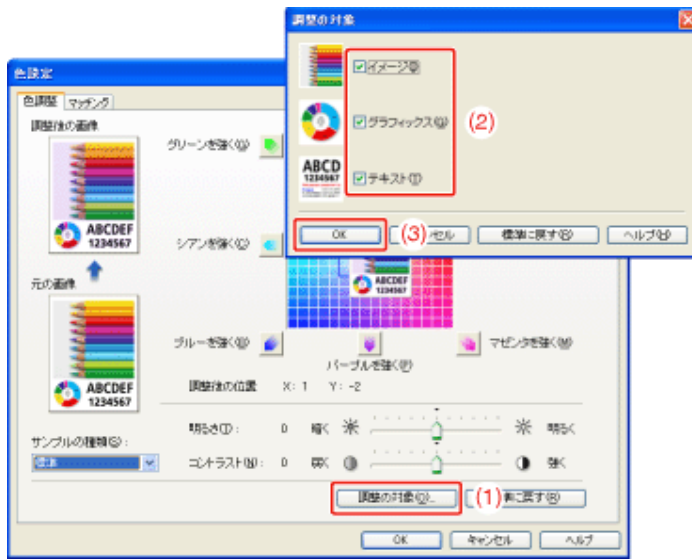 調整の対象
イメージ(I)
グラフィックス(G)
(2)
ABCD
1234567
テキスト(T)
OK
(3)
セル
標準に戻す(R)
ヘルプ(H)
色設定
色調整
マッチング
調整後の画像
グリーンを強く(G)
ABCDEF
1234567
シアンを強く(C)
元の画像
ABCDEF
1234567
ブルーを強く(B)
マゼンタを強く(M)
パープルを強く(P)
調整後の位置 X: 1 Y: -2
ABCDEF
1234567
明るさ(I): 0 暗く 明るく
サンプルの種類(S):
標準
コントラスト(N): 0 弱く 強く
調整の対象(O)...
(1)
に戻す(R)
OK
キャンセル
ヘルプ